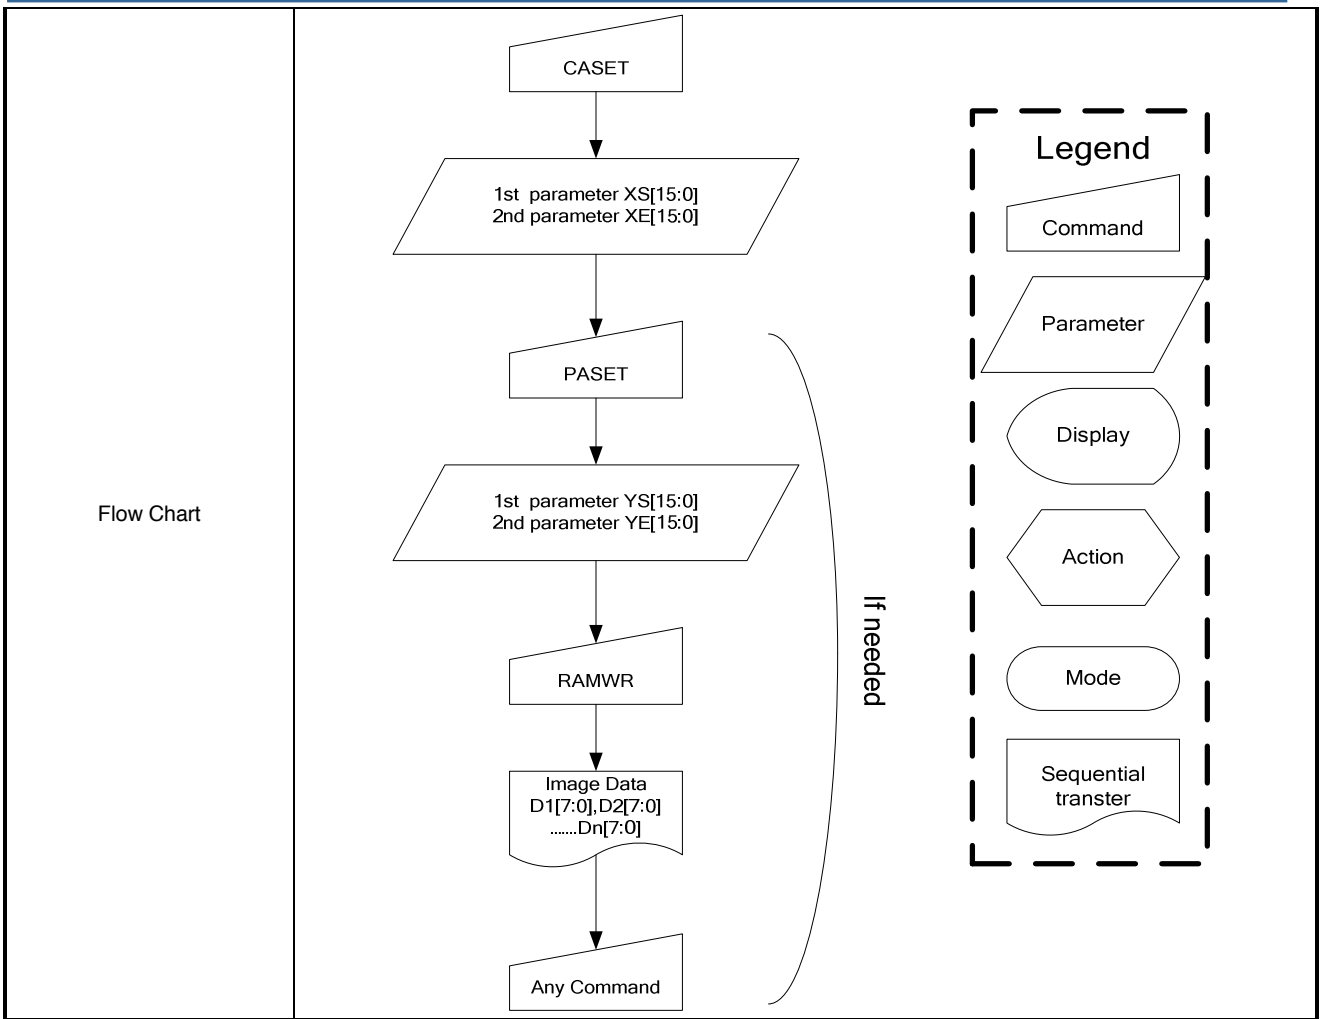 Flow Chart
CASET
1st  parameter XS[15:0]
2nd parameter XE[15:0]
PASET
1st  parameter YS[15:0]
2nd parameter YE[15:0]
RAMWR
Image Data
D1[7:0],D2[7:0]
.......Dn[7:0]
Any Command
If needed
Legend
Command
Parameter
Display
Action
Mode
Sequential
transter